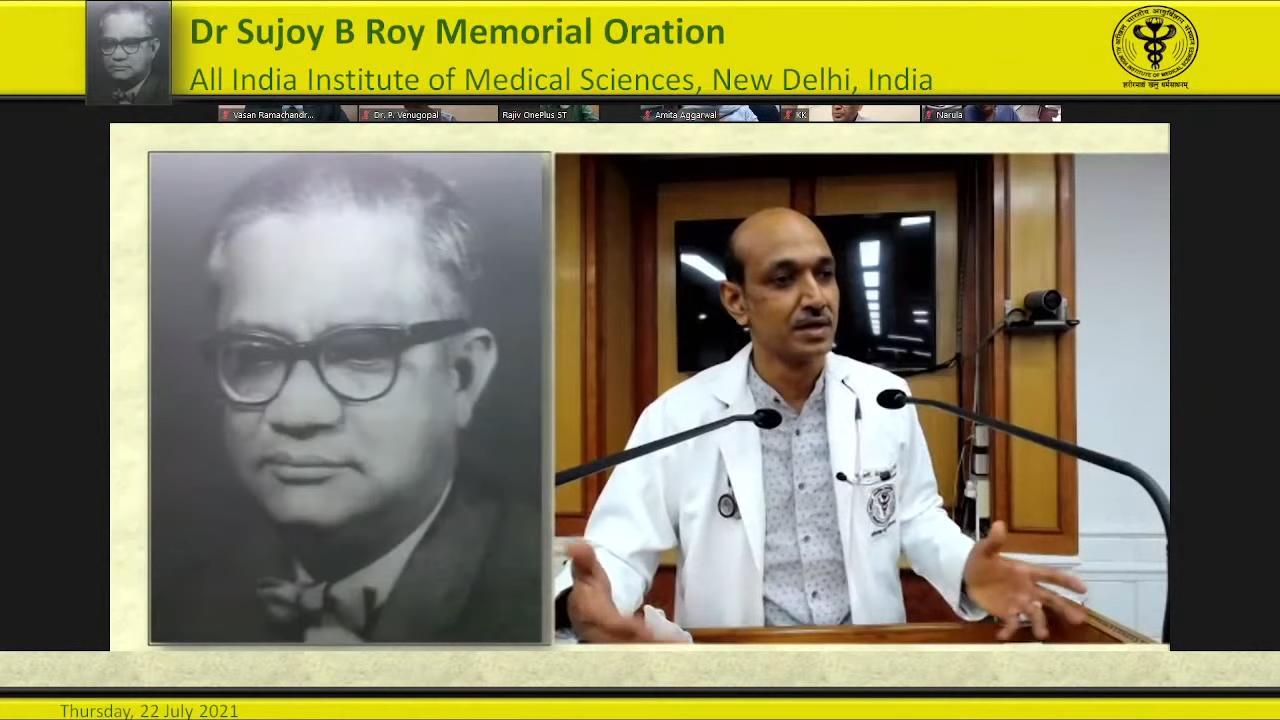 Dr Sujoy B Roy Memorial Oration
All India Institute of Medical Sciences, New Delhi, India
Vasan Ramachandr...
Dr. P. Venugopal
Rajiv OnePlus 5T
Amita Aggarwal
KK
Narula
Thursday, 22 July 2021